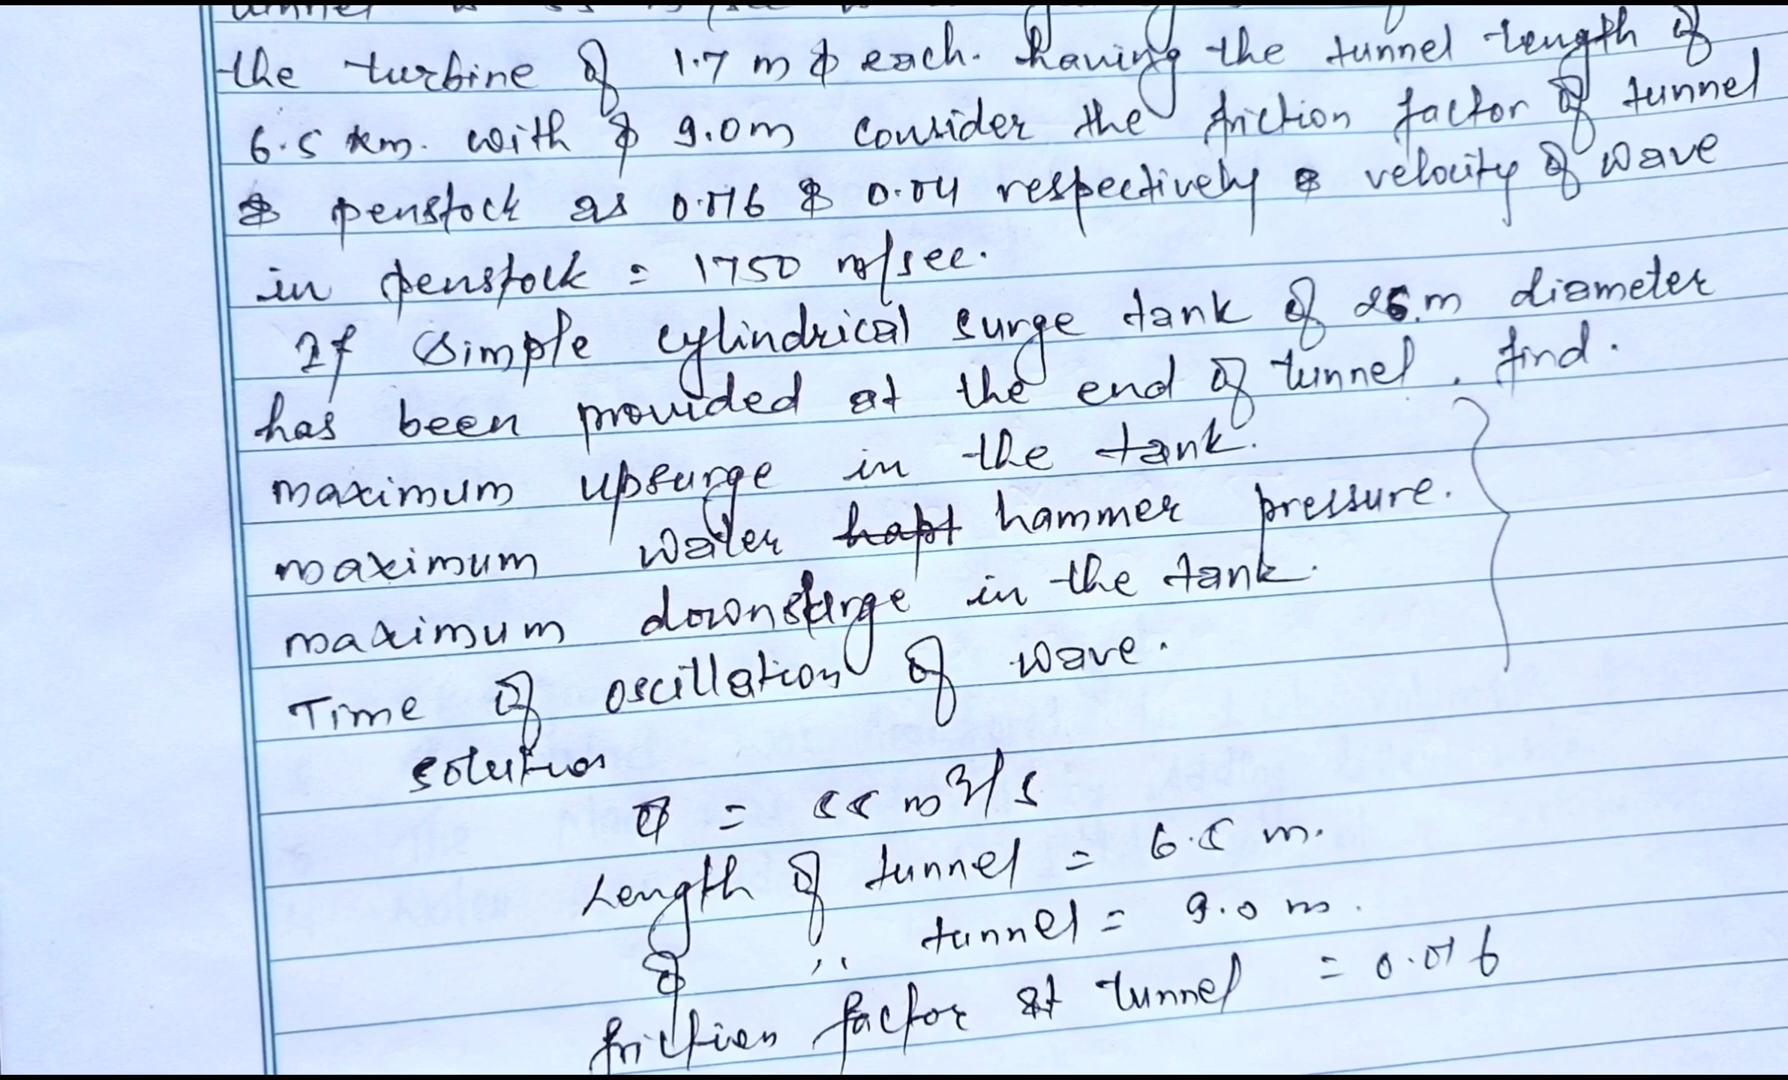 the turbine of 1.7 m ϕ each. having the tunnel length of
6.5 km. with ϕ 9.0m consider the friction factor of tunnel
& penstock as 0.016 & 0.04 respectively & velocity of wave
in penstock = 1750 m/sec.
If simple cylindrical surge tank of 25 m diameter
has been provided at the end of tunnel. find.
maximum upsurge in the tank.
maximum water hammer pressure.
maximum downsurge in the tank.
Time of oscillation of wave.
solution
Q = 55 m3/s
Length of tunnel = 6.5 m.
ϕ ,, tunnel = 9.0 m.
friction factor at tunnel = 0.016